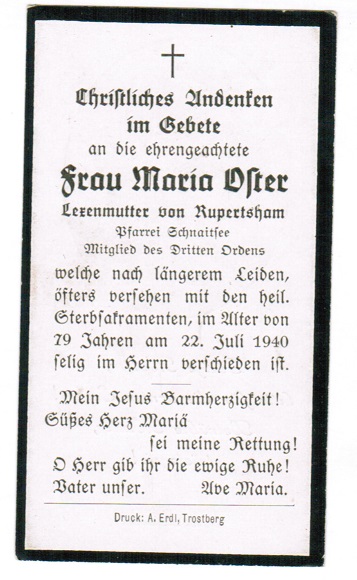 Christliches Andenken
im Gebete
an die ehrengeachtete
Frau Maria Oster
Lexenmutter von Rupertsham
Pfarrei Schnaitsee
Mitglied des Dritten Ordens
welche nach längerem Leiden,
öfters versehen mit den heil.
Sterbsakramenten, im Alter von
79 Jahren am 22. Juli 1940
selig im Herrn verschieden ist.
Mein Jesus Barmherzigkeit!
Süßes Herz Mariä
sei meine Rettung!
O Herr gib ihr die ewige Ruhe!
Vater unser. Ave Maria.
Druck: A. Erdl, Trostberg